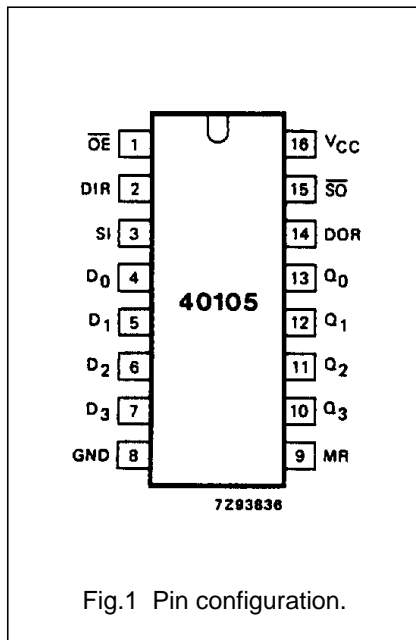 OE 1 16 VCC
DIR 2 15 SO
SI 3 14 DOR
D0 4 13 Q0
40105
D1 5 12 Q1
D2 6 11 Q2
D3 7 10 Q3
GND 8 9 MR
7293636
Fig.1 Pin configuration.